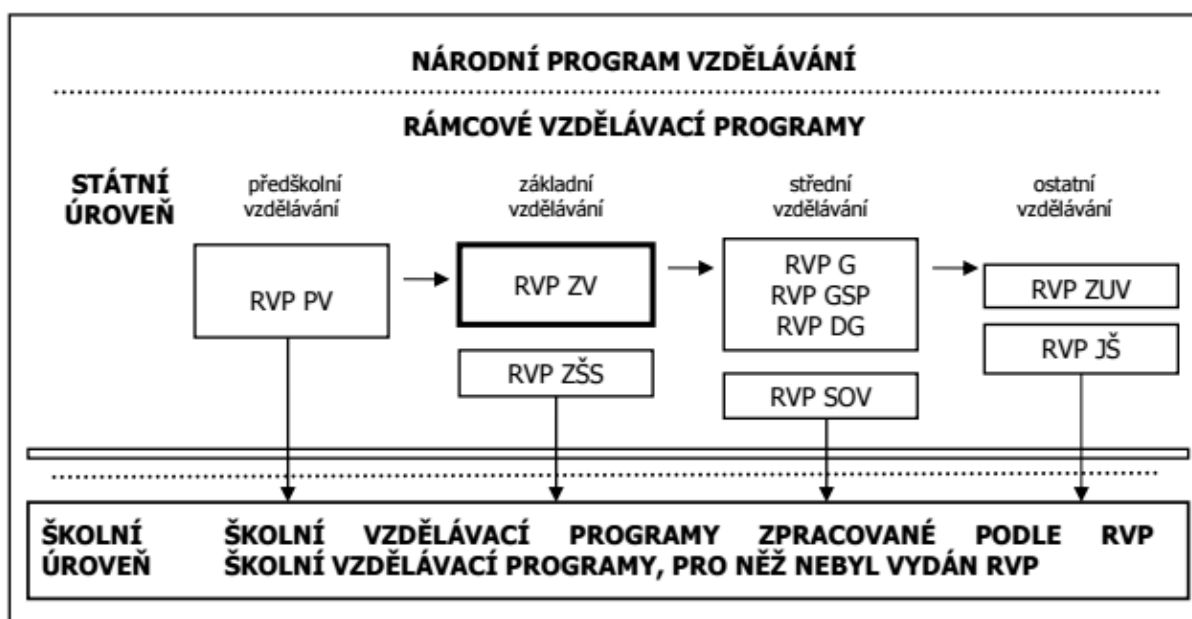 NÁRODNÍ PROGRAM VZDĚLÁVÁNÍ
RÁMCOVÉ VZDĚLÁVACÍ PROGRAMY
STÁTNÍ
ÚROVEŇ
předškolní
vzdělávání
základní
vzdělávání
střední
vzdělávání
ostatní
vzdělávání
RVP PV
RVP ZV
RVP ZŠS
RVP G
RVP GSP
RVP DG
RVP SOV
RVP ZUV
RVP JŠ
ŠKOLNÍ
ÚROVEŇ
ŠKOLNÍ VZDĚLÁVACÍ PROGRAMY ZPRACOVANÉ PODLE RVP
ŠKOLNÍ VZDĚLÁVACÍ PROGRAMY, PRO NĚŽ NEBYL VYDÁN RVP